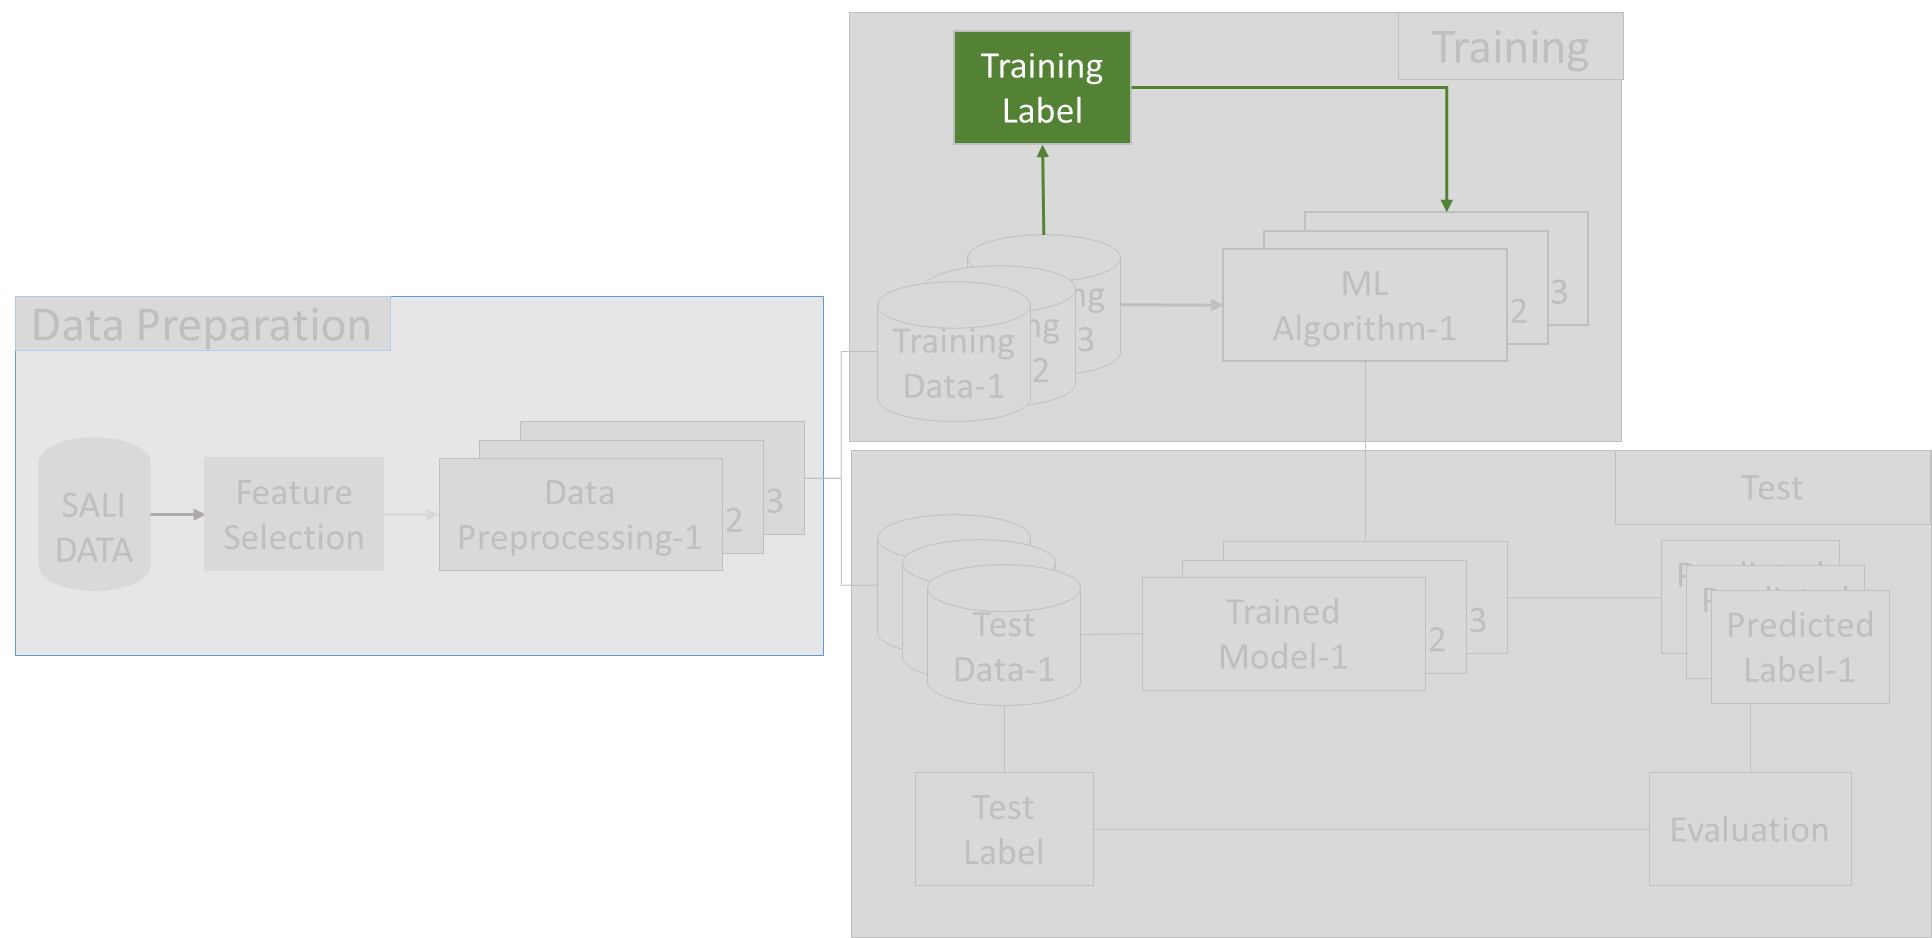 Training
Training
Label
ng
3
ng
2
Training
Data-1
ML
Algorithm-1
2
3
Data Preparation
SALI
DATA
Feature
Selection
Data
Preprocessing-1
2
3
Test
Test
Data-1
Trained
Model-1
2
3
Predicted
Label-1
Test
Label
Evaluation